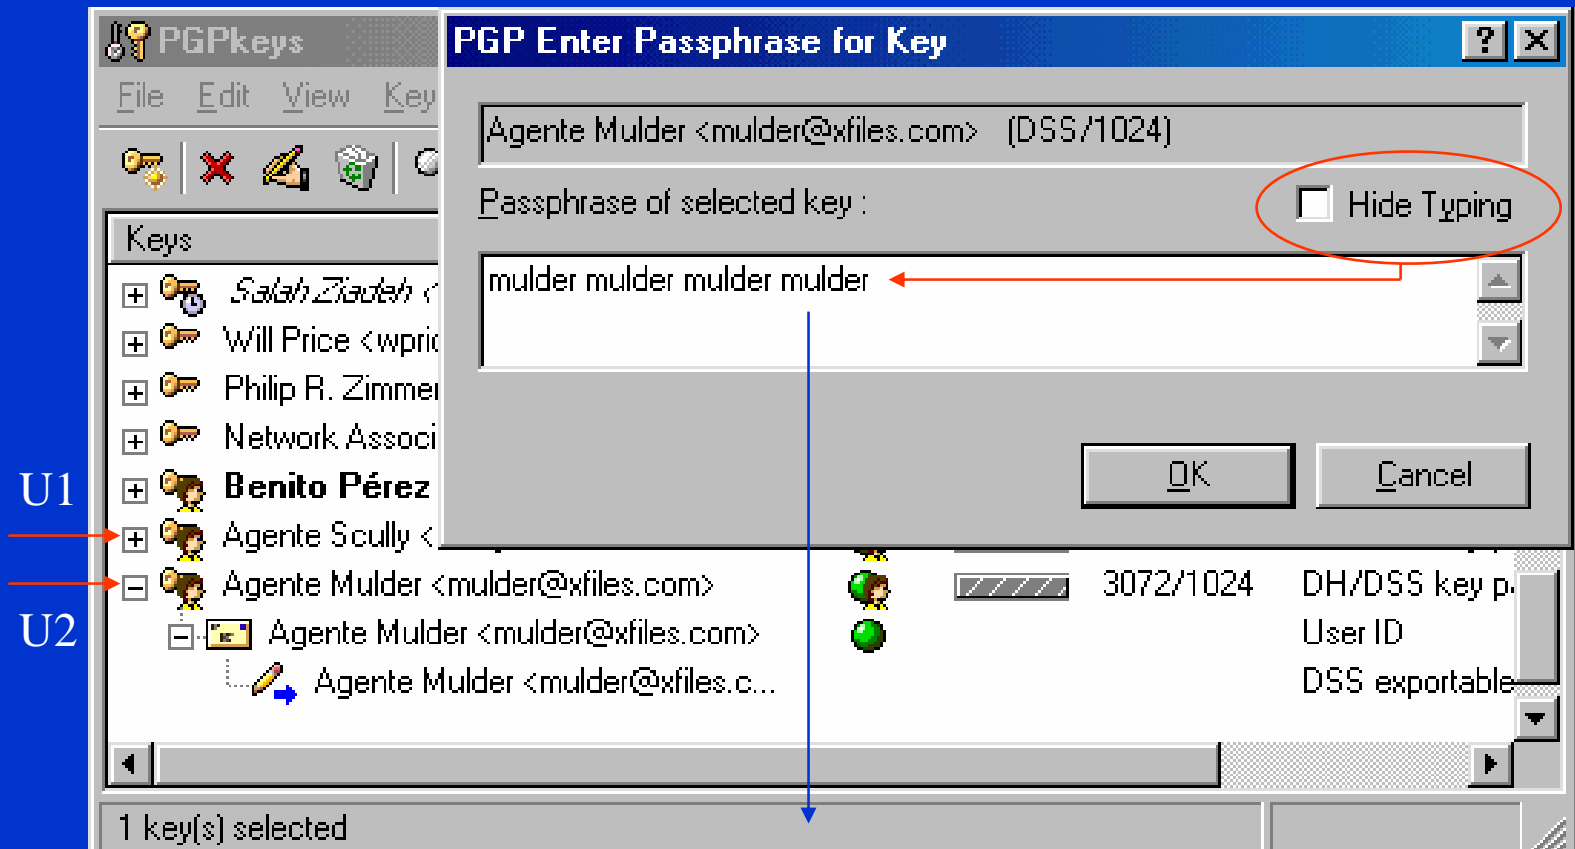 PGPkeys
File Edit View Key
Keys
Salah Ziadeh <
Will Price <wpric
Philip R. Zimmer
Network Associ
Benito Pérez
U1
Agente Scully <
Agente Mulder <mulder@xfiles.com> 3072/1024 DH/DSS key pa
U2
Agente Mulder <mulder@xfiles.com> User ID
Agente Mulder <mulder@xfiles.c... DSS exportable
1 key(s) selected
PGP Enter Passphrase for Key
Agente Mulder <mulder@xfiles.com> (DSS/1024)
Passphrase of selected key :
Hide Typing
mulder mulder mulder mulder
OK Cancel